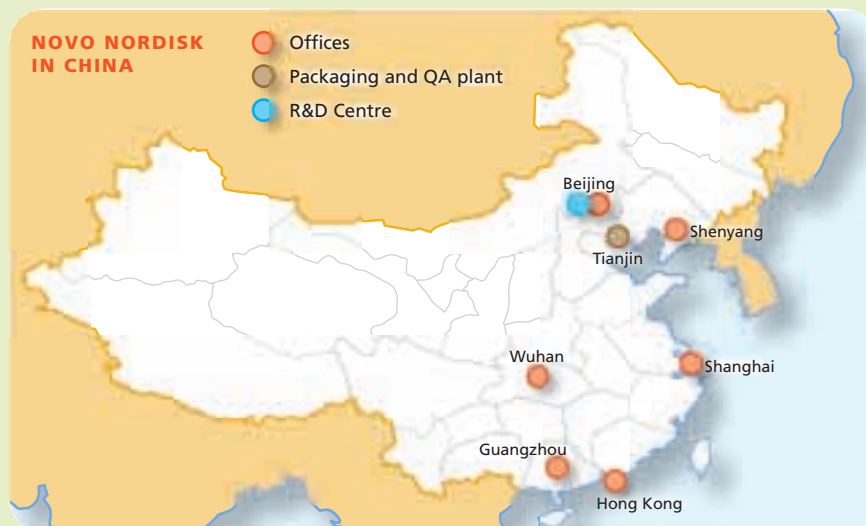 NOVO NORDISK
IN CHINA
Offices
Packaging and QA plant
R&D Centre
Beijing
Shenyang
Tianjin
Wuhan
Shanghai
Guangzhou
Hong Kong